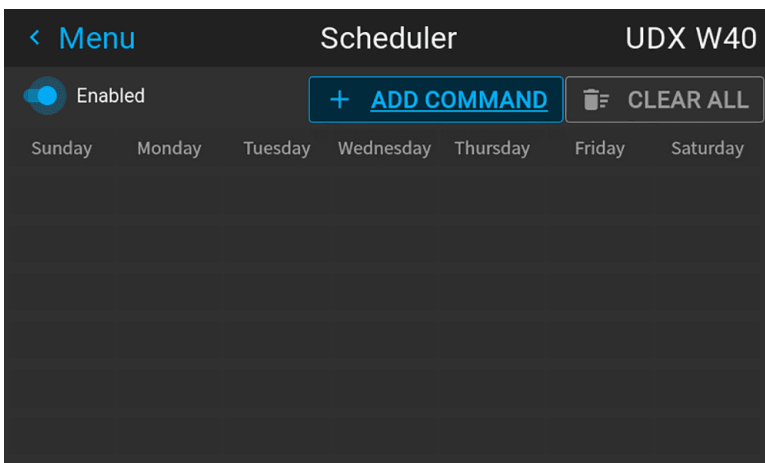 Menu Scheduler UDX W40
Enabled + ADD COMMAND CLEAR ALL
Sunday Monday Tuesday Wednesday Thursday Friday Saturday